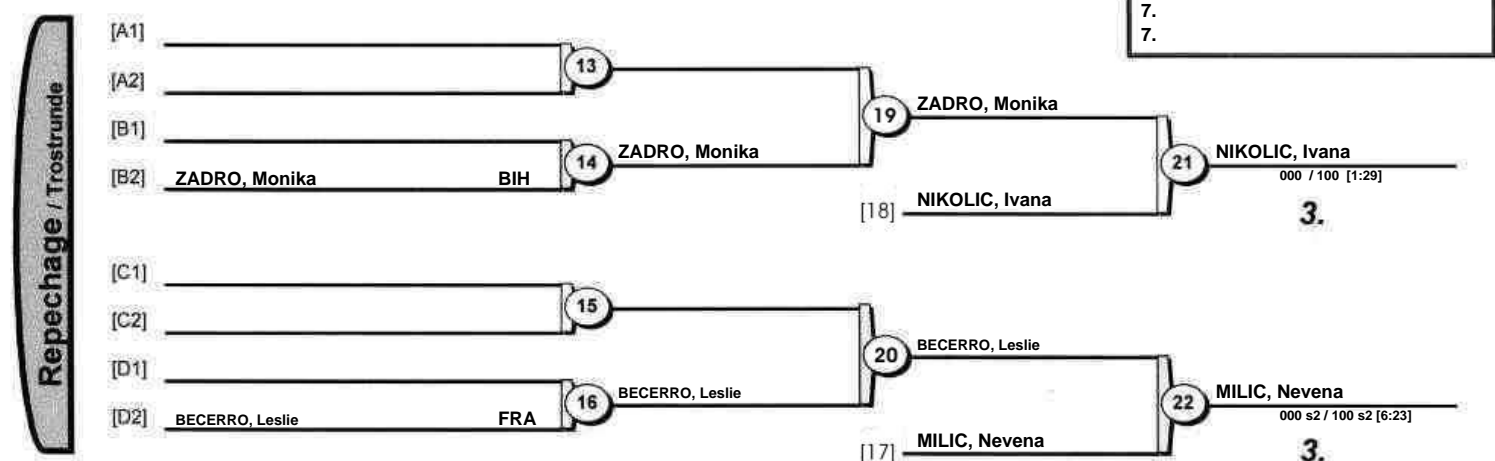 7.
7.
Repechage / Trostrunde
[A1]
[A2]
13
[B1]
[B2] ZADRO, Monika BIH
14
ZADRO, Monika
19
ZADRO, Monika
[18] NIKOLIC, Ivana
21
NIKOLIC, Ivana
000 / 100 [1:29]
3.
[C1]
[C2]
15
[D1]
[D2] BECERRO, Leslie FRA
16
BECERRO, Leslie
20
BECERRO, Leslie
[17] MILIC, Nevena
22
MILIC, Nevena
000 s2 / 100 s2 [6:23]
3.